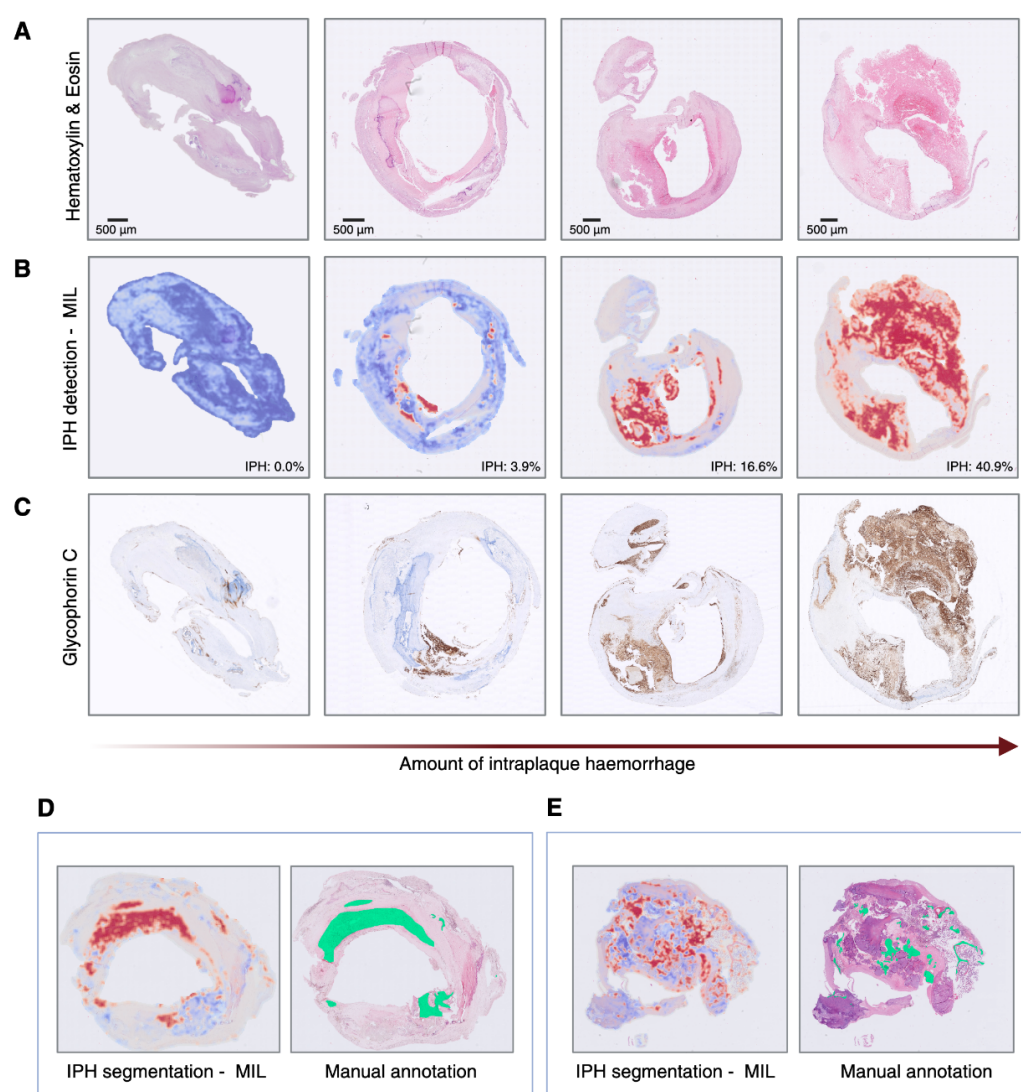 A
Hematoxylin & Eosin
500 µm
500 µm
500 µm
500 µm
B
IPH detection - MIL
IPH: 0.0%
IPH: 3.9%
IPH: 16.6%
IPH: 40.9%
C
Glycophorin C
Amount of intraplaque haemorrhage
D
E
IPH segmentation - MIL
Manual annotation
IPH segmentation - MIL
Manual annotation